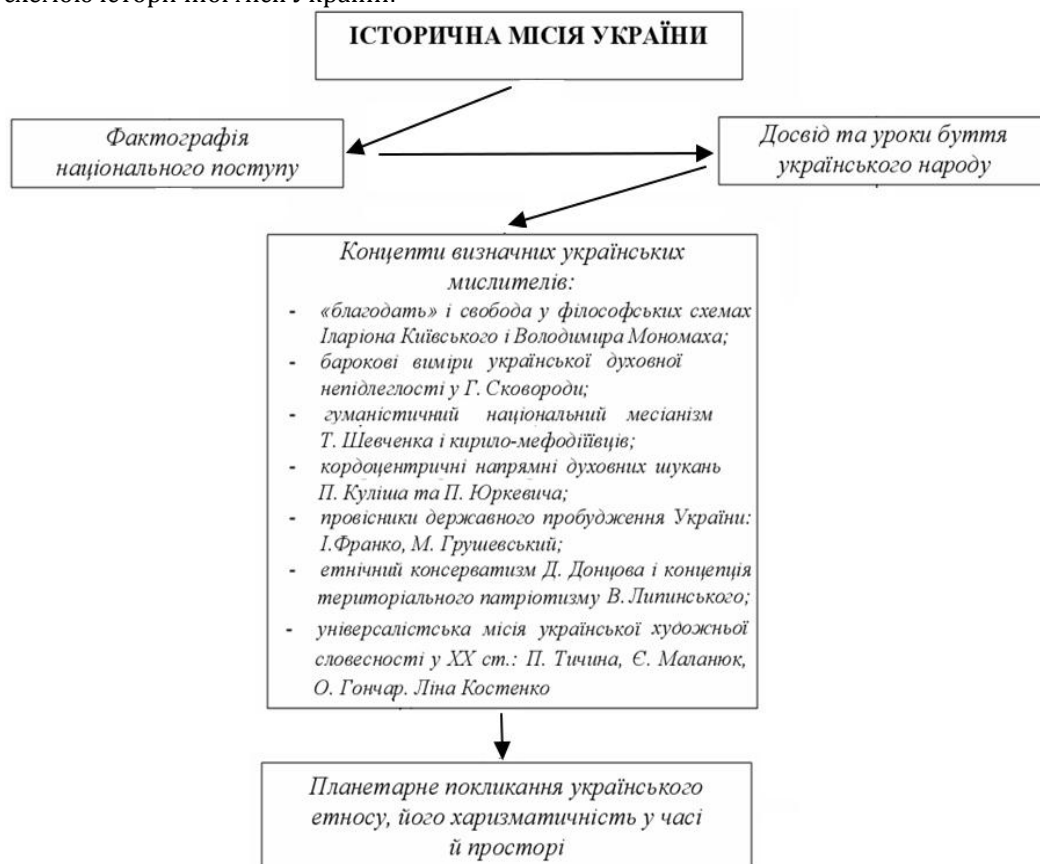 ІСТОРИЧНА МІСІЯ УКРАЇНИ
Фактографія
національного поступу
Досвід та уроки буття
українського народу
Концепти визначних українських
мислителів:
- «благодать» і свобода у філософських схемах
Іларіона Київського і Володимира Мономаха;
- барокові виміри української духовної
непідлеглості у Г. Сковороди;
- гуманістичний національний месіанізм
Т. Шевченка і кирило-мефодіївців;
- кордоцентричні напрямні духовних шукань
П. Куліша та П. Юркевича;
- провісники державного пробудження України:
І.Франко, М. Грушевський;
- етнічний консерватизм Д. Донцова і концепція
територіального патріотизму В. Липинського;
- універсалістська місія української художньої
словесності у ХХ ст.: П. Тичина, Є. Маланюк,
О. Гончар. Ліна Костенко
Планетарне покликання українського
етносу, його харизматичність у часі
й просторі